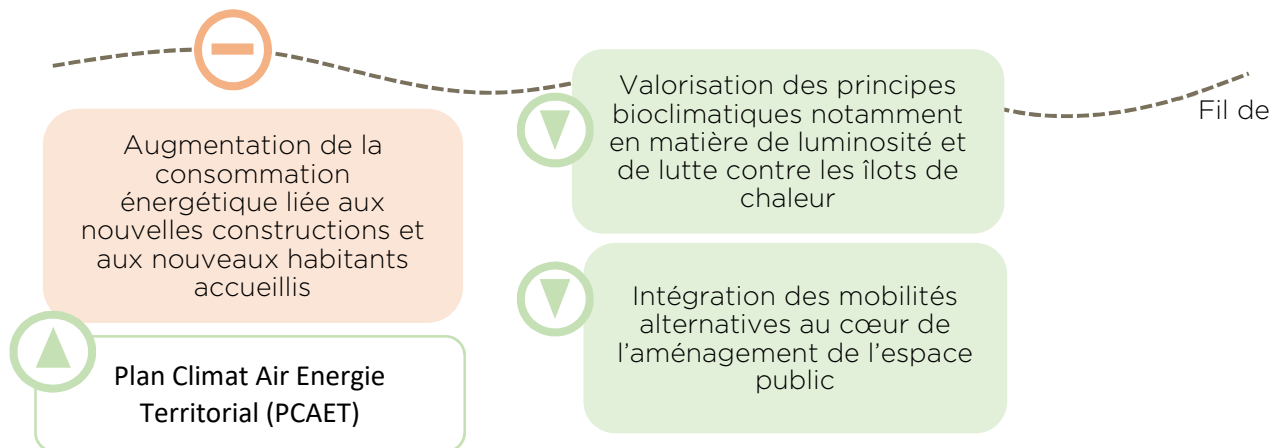 Augmentation de la
consommation
énergétique liée aux
nouvelles constructions et
aux nouveaux habitants
accueillis
Plan Climat Air Energie
Territorial (PCAET)
Valorisation des principes
bioclimatiques notamment
en matière de luminosité et
de lutte contre les îlots de
chaleur
Intégration des mobilités
alternatives au cœur de
l’aménagement de l’espace
public
Fil de